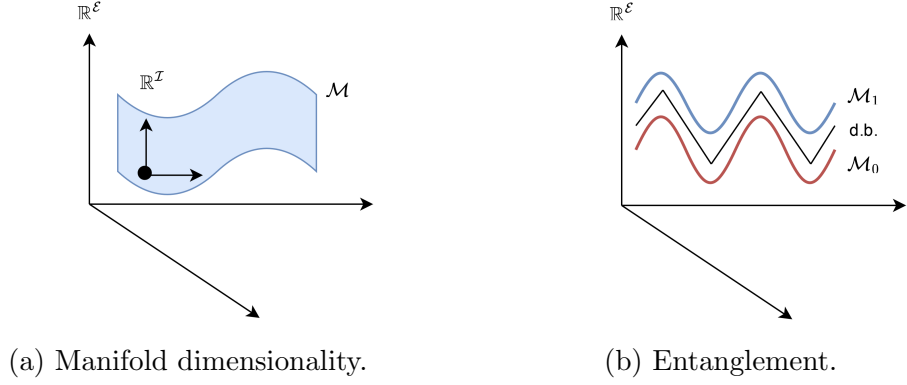 ℝ^ℰ
ℝ^ℐ
ℳ
(a) Manifold dimensionality.
ℝ^ℰ
ℳ₁
d.b.
ℳ₀
(b) Entanglement.